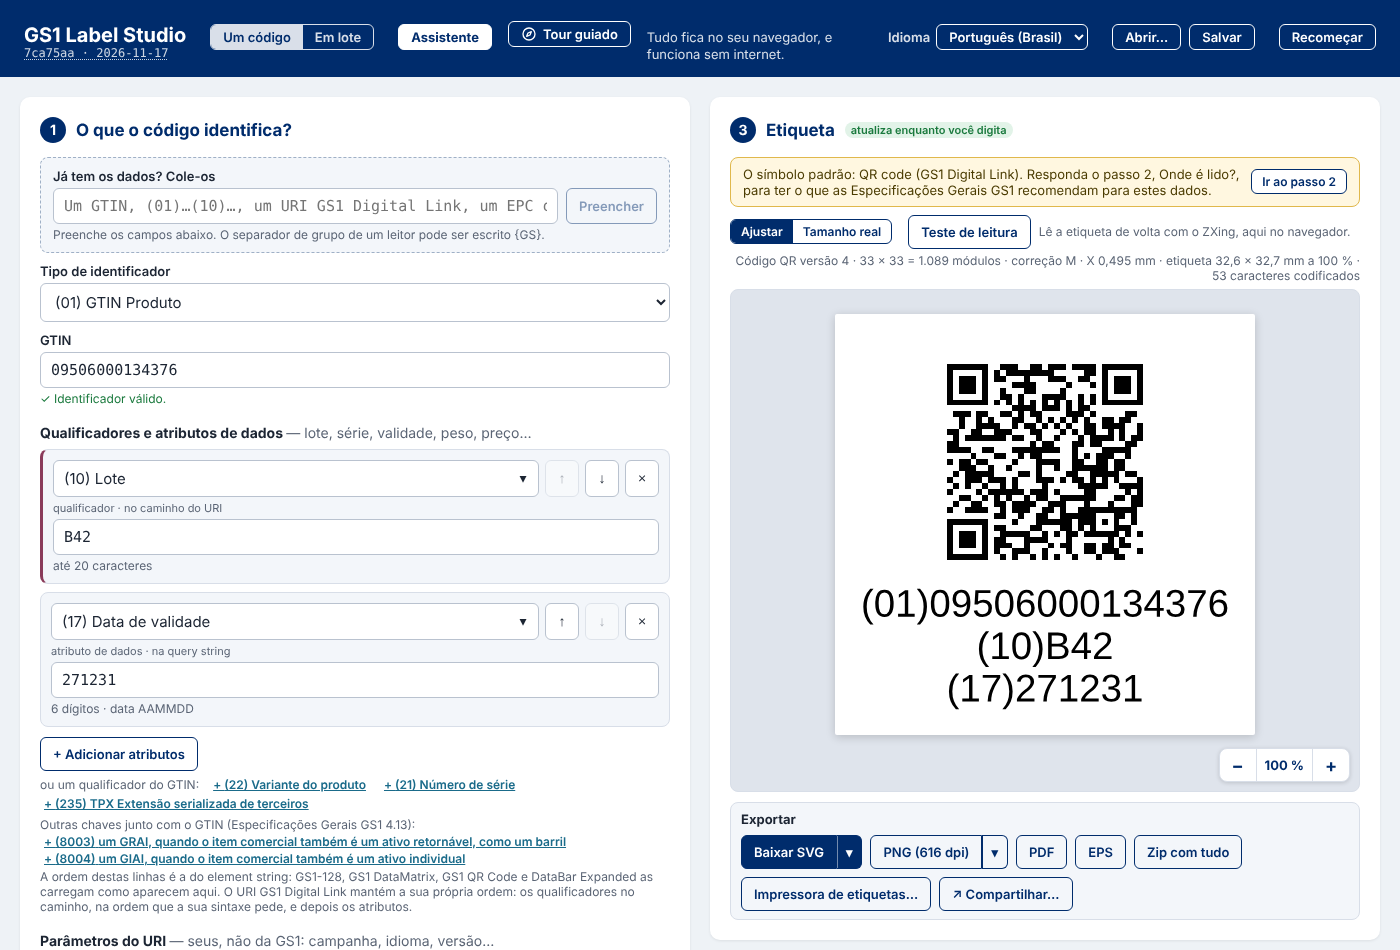 GS1 Label Studio
7ca75aa · 2026-11-17
Um código
Em lote
Assistente
Tour guiado
Tudo fica no seu navegador, e
funciona sem internet.
Idioma
Português (Brasil)
Abrir...
Salvar
Recomeçar
1 O que o código identifica?
Já tem os dados? Cole-os
Um GTIN, (01)…(10)…, um URI GS1 Digital Link, um EPC
Preencher
Preenche os campos abaixo. O separador de grupo de um leitor pode ser escrito {GS}.
Tipo de identificador
(01) GTIN Produto
GTIN
09506000134376
✓ Identificador válido.
Qualificadores e atributos de dados — lote, série, validade, peso, preço...
(10) Lote ▼ ↑ ↓ ×
qualificador · no caminho do URI
B42
até 20 caracteres
(17) Data de validade ▼ ↑ ↓ ×
atributo de dados · na query string
271231
6 dígitos · data AAMMDD
+ Adicionar atributos
ou um qualificador do GTIN: + (22) Variante do produto + (21) Número de série
+ (235) TPX Extensão serializada de terceiros
Outras chaves junto com o GTIN (Especificações Gerais GS1 4.13):
+ (8003) um GRAI, quando o item comercial também é um ativo retornável, como um barril
+ (8004) um GIAI, quando o item comercial também é um ativo individual
A ordem destas linhas é a do element string: GS1-128, GS1 DataMatrix, GS1 QR Code e DataBar Expanded as
carregam como aparecem aqui. O URI GS1 Digital Link mantém a sua própria ordem: os qualificadores no
caminho, na ordem que a sua sintaxe pede, e depois os atributos.
Parâmetros do URI — seus, não da GS1: campanha, idioma, versão...
3 Etiqueta
atualiza enquanto você digita
O símbolo padrão: QR code (GS1 Digital Link). Responda o passo 2, Onde é lido?,
para ter o que as Especificações Gerais GS1 recomendam para estes dados.
Ir ao passo 2
Ajustar
Tamanho real
Teste de leitura
Lê a etiqueta de volta com o ZXing, aqui no navegador.
Código QR versão 4 · 33 × 33 = 1.089 módulos · correção M · X 0,495 mm · etiqueta 32,6 × 32,7 mm a 100 % ·
53 caracteres codificados
(01)09506000134376
(10)B42
(17)271231
− 100 % +
Exportar
Baixar SVG ▼
PNG (616 dpi) ▼
PDF
EPS
Zip com tudo
Impressora de etiquetas...
↗ Compartilhar...